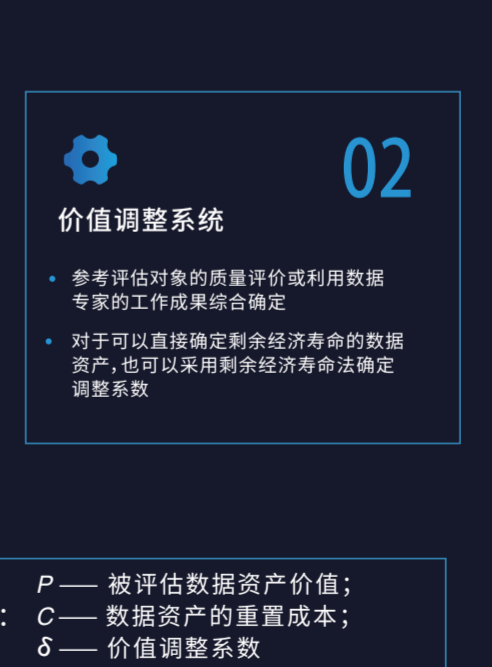 02
价值调整系统
• 参考评估对象的质量评价或利用数据
专家的工作成果综合确定
• 对于可以直接确定剩余经济寿命的数据
资产,也可以采用剩余经济寿命法确定
调整系数
P —— 被评估数据资产价值;
: C —— 数据资产的重置成本;
δ —— 价值调整系数